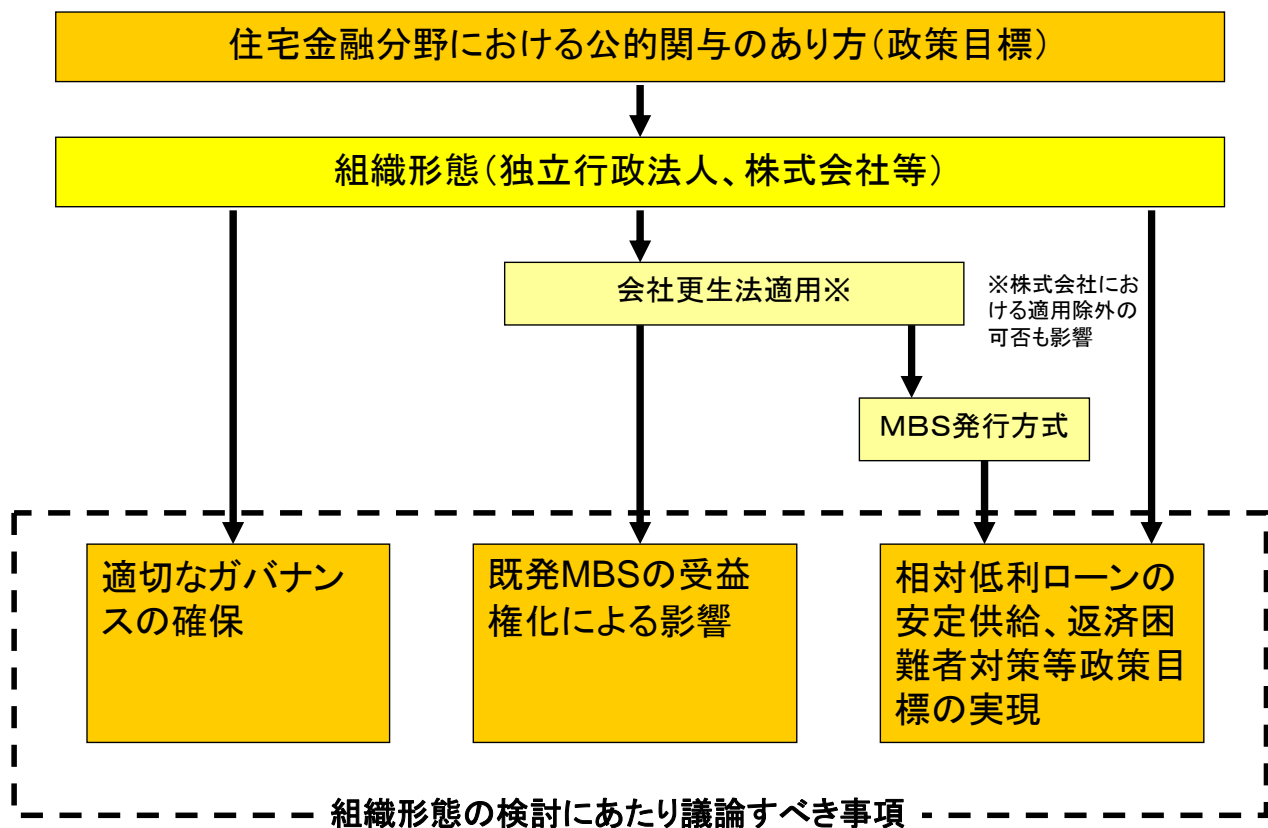 住宅金融分野における公的関与のあり方（政策目標）
組織形態（独立行政法人、株式会社等）
会社更生法適用※
※株式会社にお
ける適用除外の
可否も影響
ＭＢＳ発行方式
適切なガバナン
スの確保
既発MBSの受益
権化による影響
相対低利ローンの
安定供給、返済困
難者対策等政策目
標の実現
組織形態の検討にあたり議論すべき事項